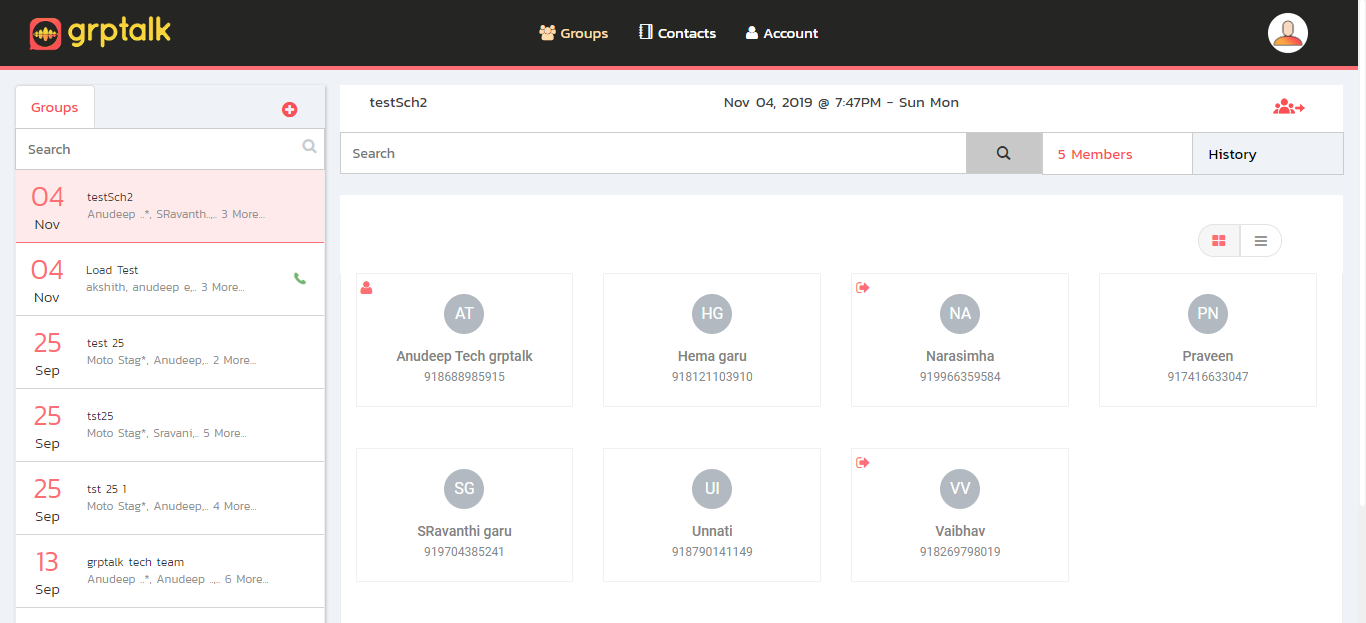 grptalk
Groups
Contacts
Account
Groups
Search
04
Nov
testSch2
Anudeep ..*, SRavanth..,.. 3 More...
04
Nov
Load Test
akshith, anudeep e,.. 3 More...
25
Sep
test 25
Moto Stag*, Anudeep,.. 2 More...
25
Sep
tst25
Moto Stag*, Sravani,.. 5 More...
25
Sep
tst 25 1
Moto Stag*, Anudeep,.. 4 More...
13
Sep
grptalk tech team
Anudeep ..*, Anudeep ..,.. 6 More...
testSch2
Nov 04, 2019 @ 7:47PM - Sun Mon
Search
5 Members
History
AT
Anudeep Tech grptalk
918688985915
HG
Hema garu
918121103910
NA
Narasimha
919966359584
PN
Praveen
917416633047
SG
SRavanthi garu
919704385241
UI
Unnati
918790141149
VV
Vaibhav
918269798019